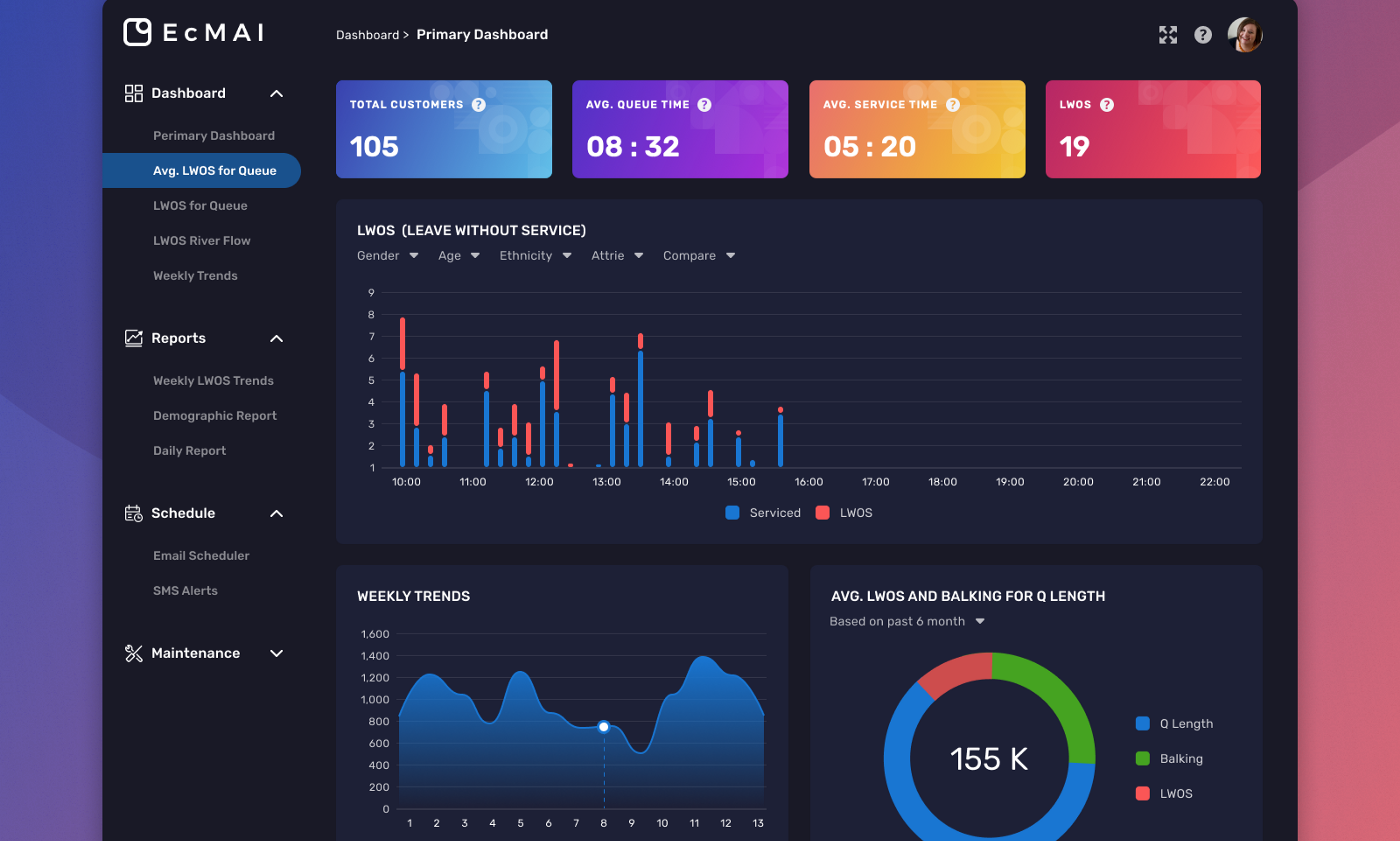 EcMAI
Dashboard > Primary Dashboard
?
Dashboard
Perimary Dashboard
Avg. LWOS for Queue
LWOS for Queue
LWOS River Flow
Weekly Trends
Reports
Weekly LWOS Trends
Demographic Report
Daily Report
Schedule
Email Scheduler
SMS Alerts
Maintenance
TOTAL CUSTOMERS ?
105
AVG. QUEUE TIME ?
08 : 32
AVG. SERVICE TIME ?
05 : 20
LWOS ?
19
LWOS (LEAVE WITHOUT SERVICE)
Gender Age Ethnicity Attrie Compare
9
8
7
6
5
4
3
2
1
10:00 11:00 12:00 13:00 14:00 15:00 16:00 17:00 18:00 19:00 20:00 21:00 22:00
Serviced LWOS
WEEKLY TRENDS
1,600
1,400
1,200
1,000
800
600
400
200
0
1 2 3 4 5 6 7 8 9 10 11 12 13
AVG. LWOS AND BALKING FOR Q LENGTH
Based on past 6 month
155 K
Q Length
Balking
LWOS